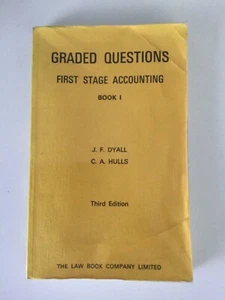 GRADED QUESTIONS
FIRST STAGE ACCOUNTING
BOOK I
J. F. DYALL
C. A. HULLS
Third Edition
THE LAW BOOK COMPANY LIMITED